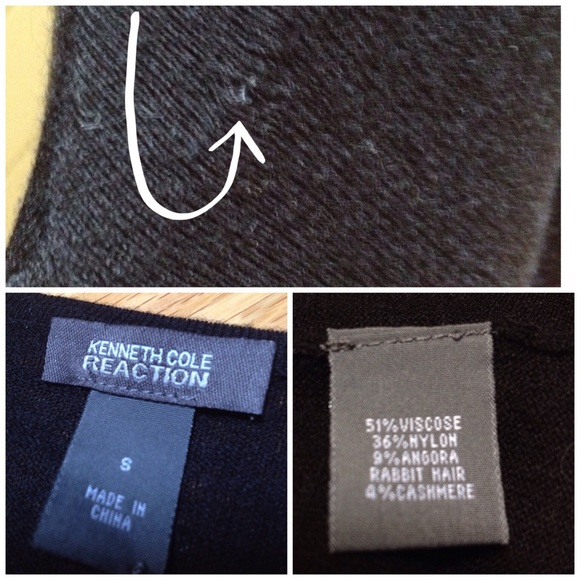 KENNETH COLE
REACTION
S
MADE IN
CHINA
51%VISCOSE
36%NYLON
9%ANGORA
RABBIT HAIR
4%CASHMERE